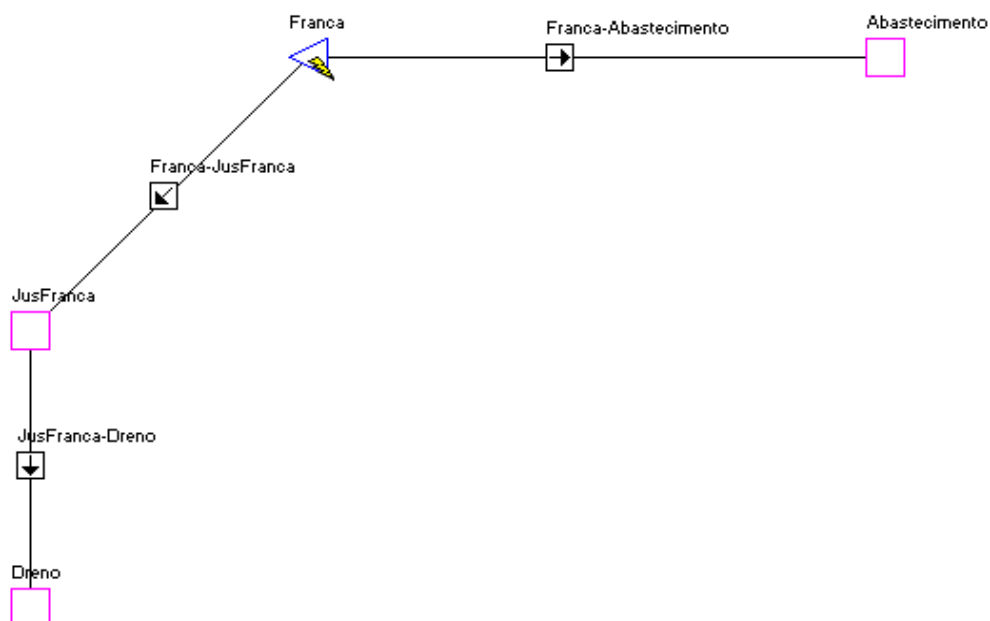 Franca
Abastecimento
Franca-Abastecimento
Franca-JusFranca
JusFranca
JusFranca-Dreno
Dreno